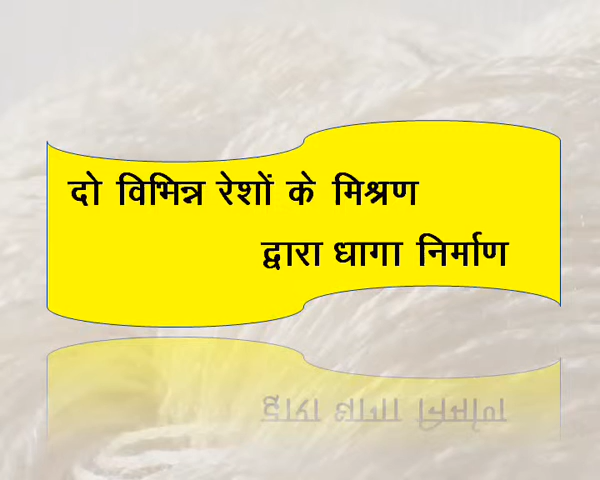 दो विभिन्न रेशों के मिश्रण
द्वारा धागा निर्माण